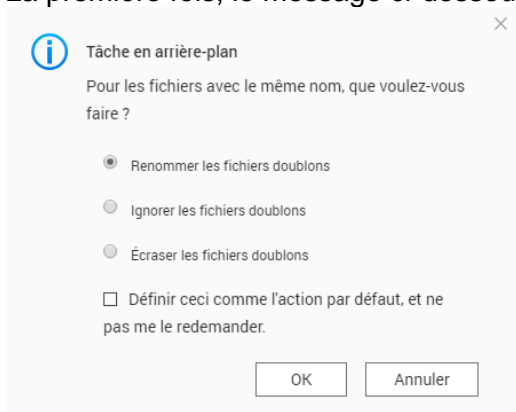 Tâche en arrière-plan
Pour les fichiers avec le même nom, que voulez-vous
faire ?
Renommer les fichiers doublons
Ignorer les fichiers doublons
Écraser les fichiers doublons
Définir ceci comme l'action par défaut, et ne
pas me le redemander.
OK
Annuler